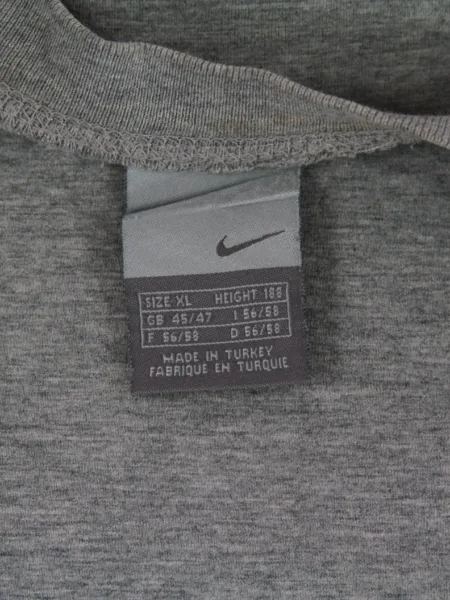 SIZE XL HEIGHT 188
GB 45/47 I 56/58
F 56/58 D 56/58
MADE IN TURKEY
FABRIQUE EN TURQUIE